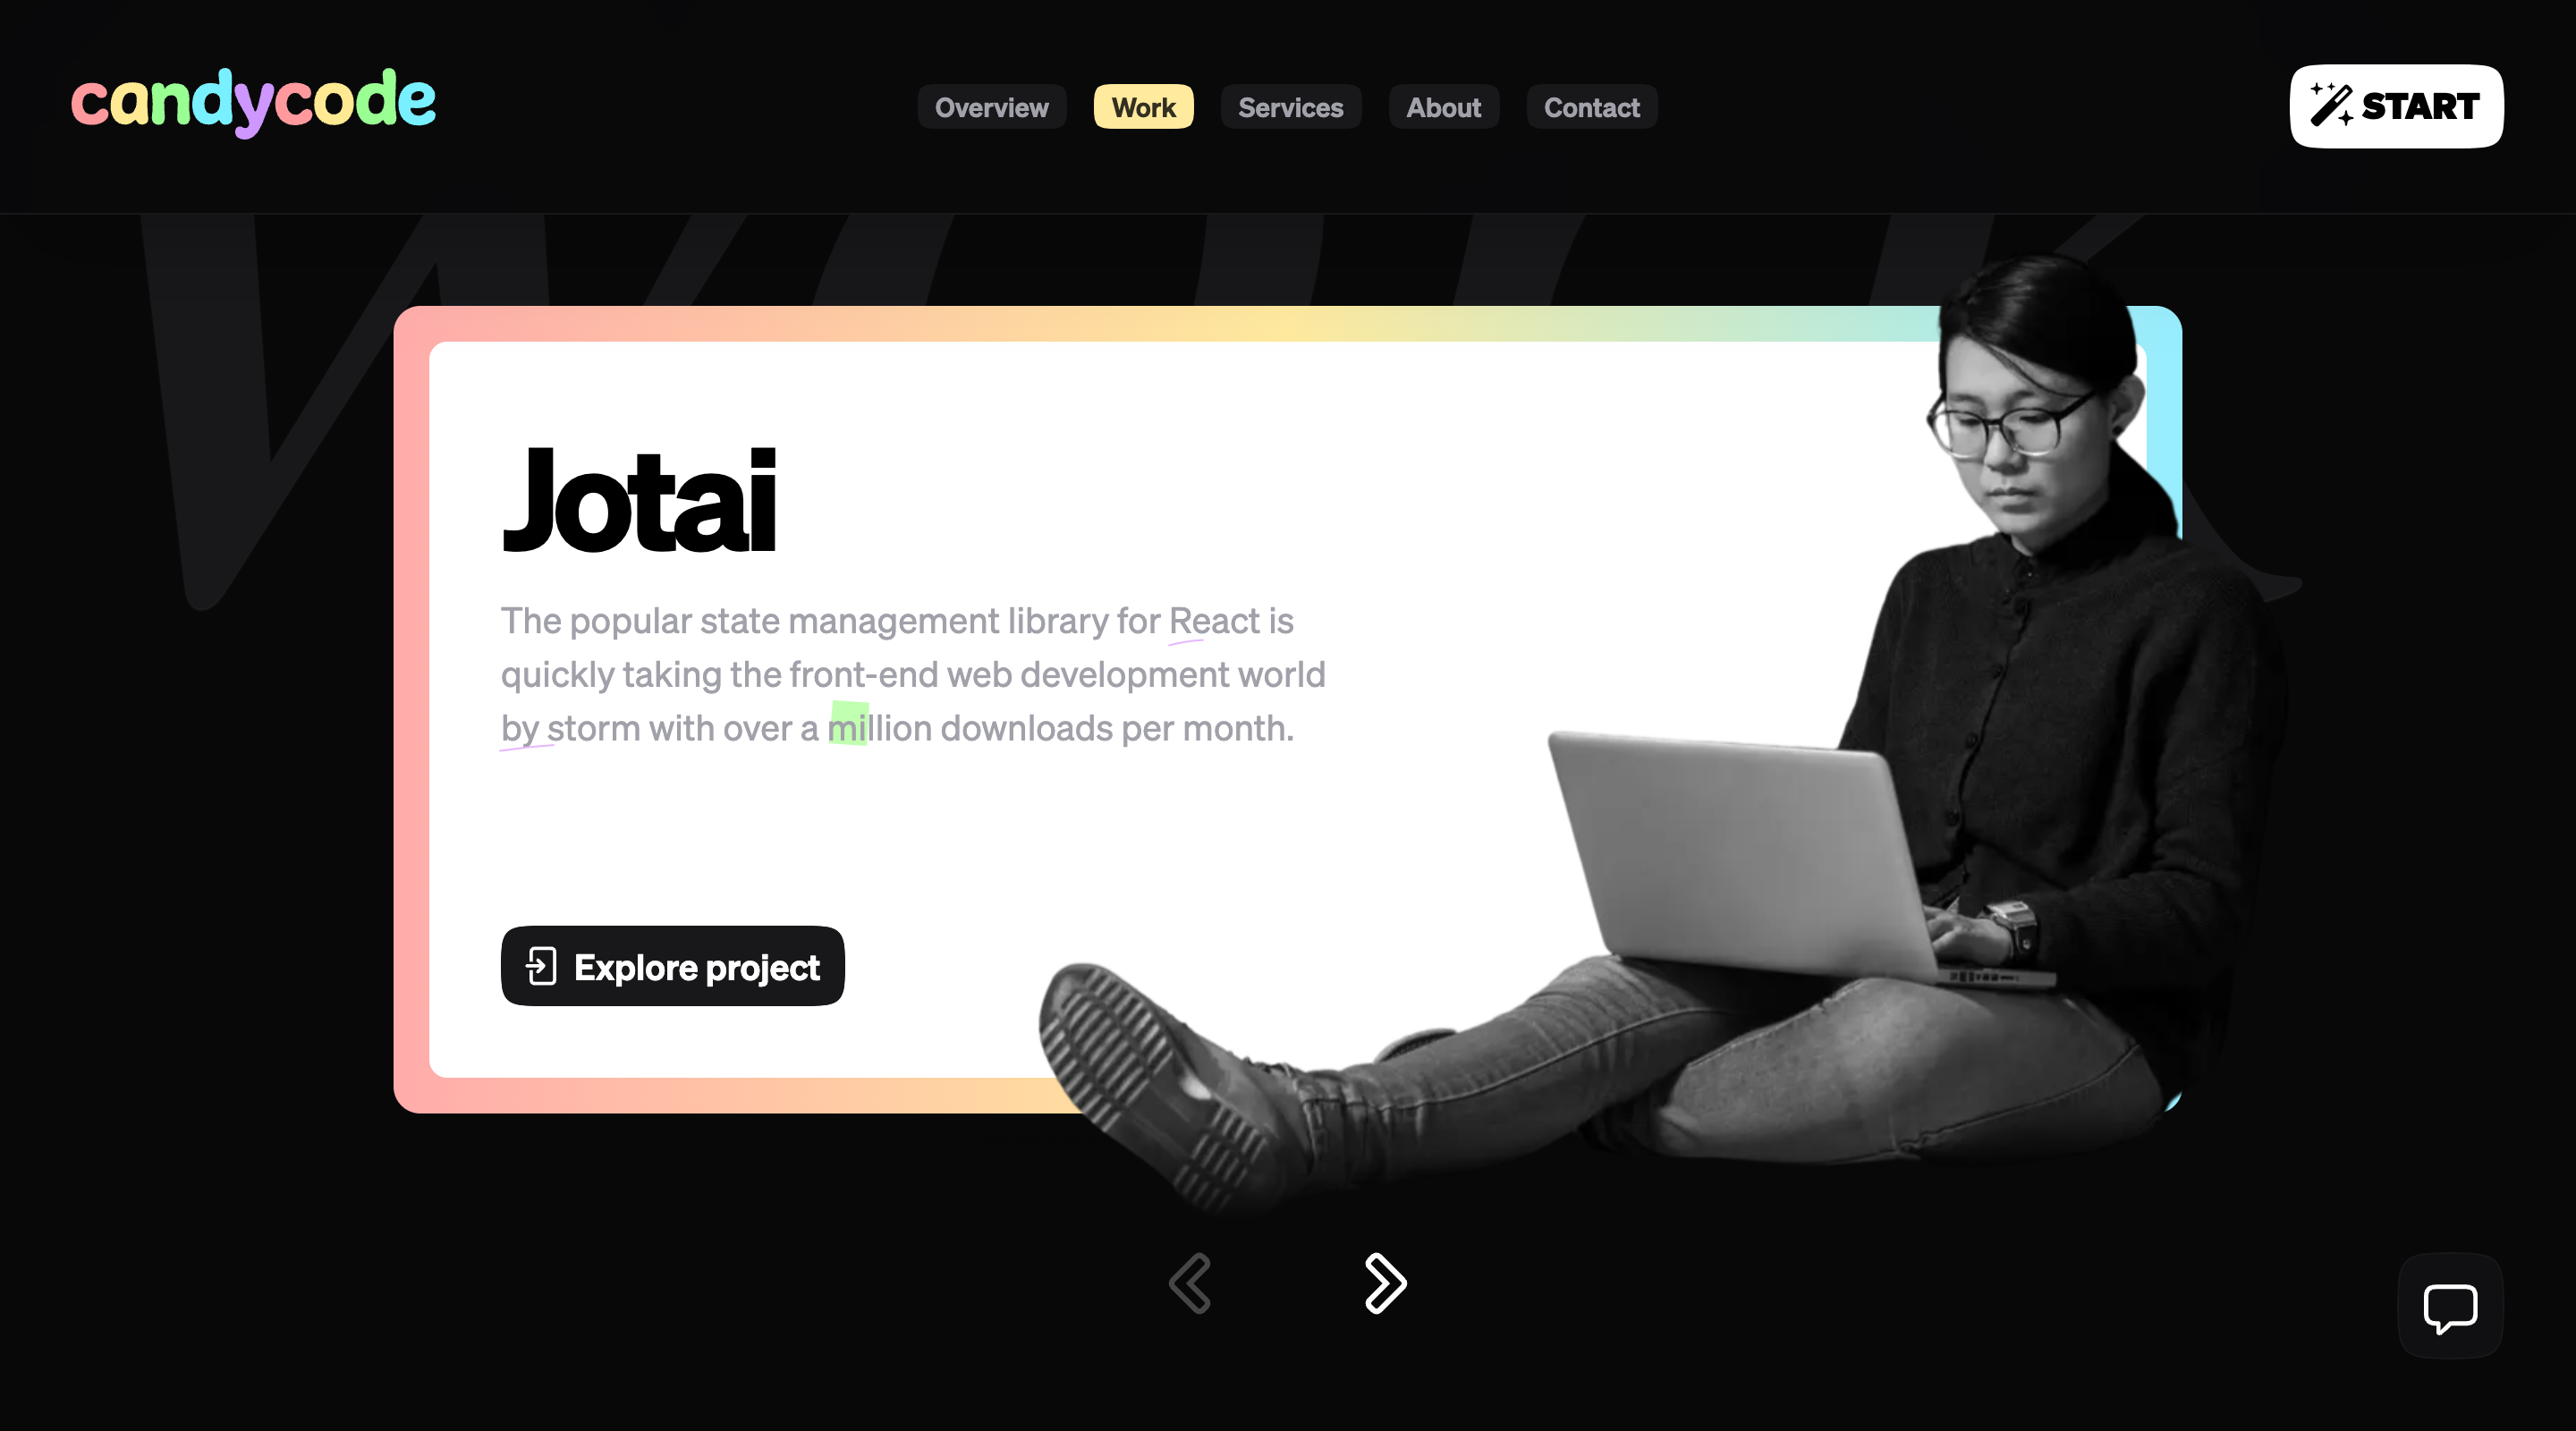 candycode
Overview
Work
Services
About
Contact
START
Work
Jotai
The popular state management library for React is
quickly taking the front-end web development world
by storm with over a million downloads per month.
Explore project